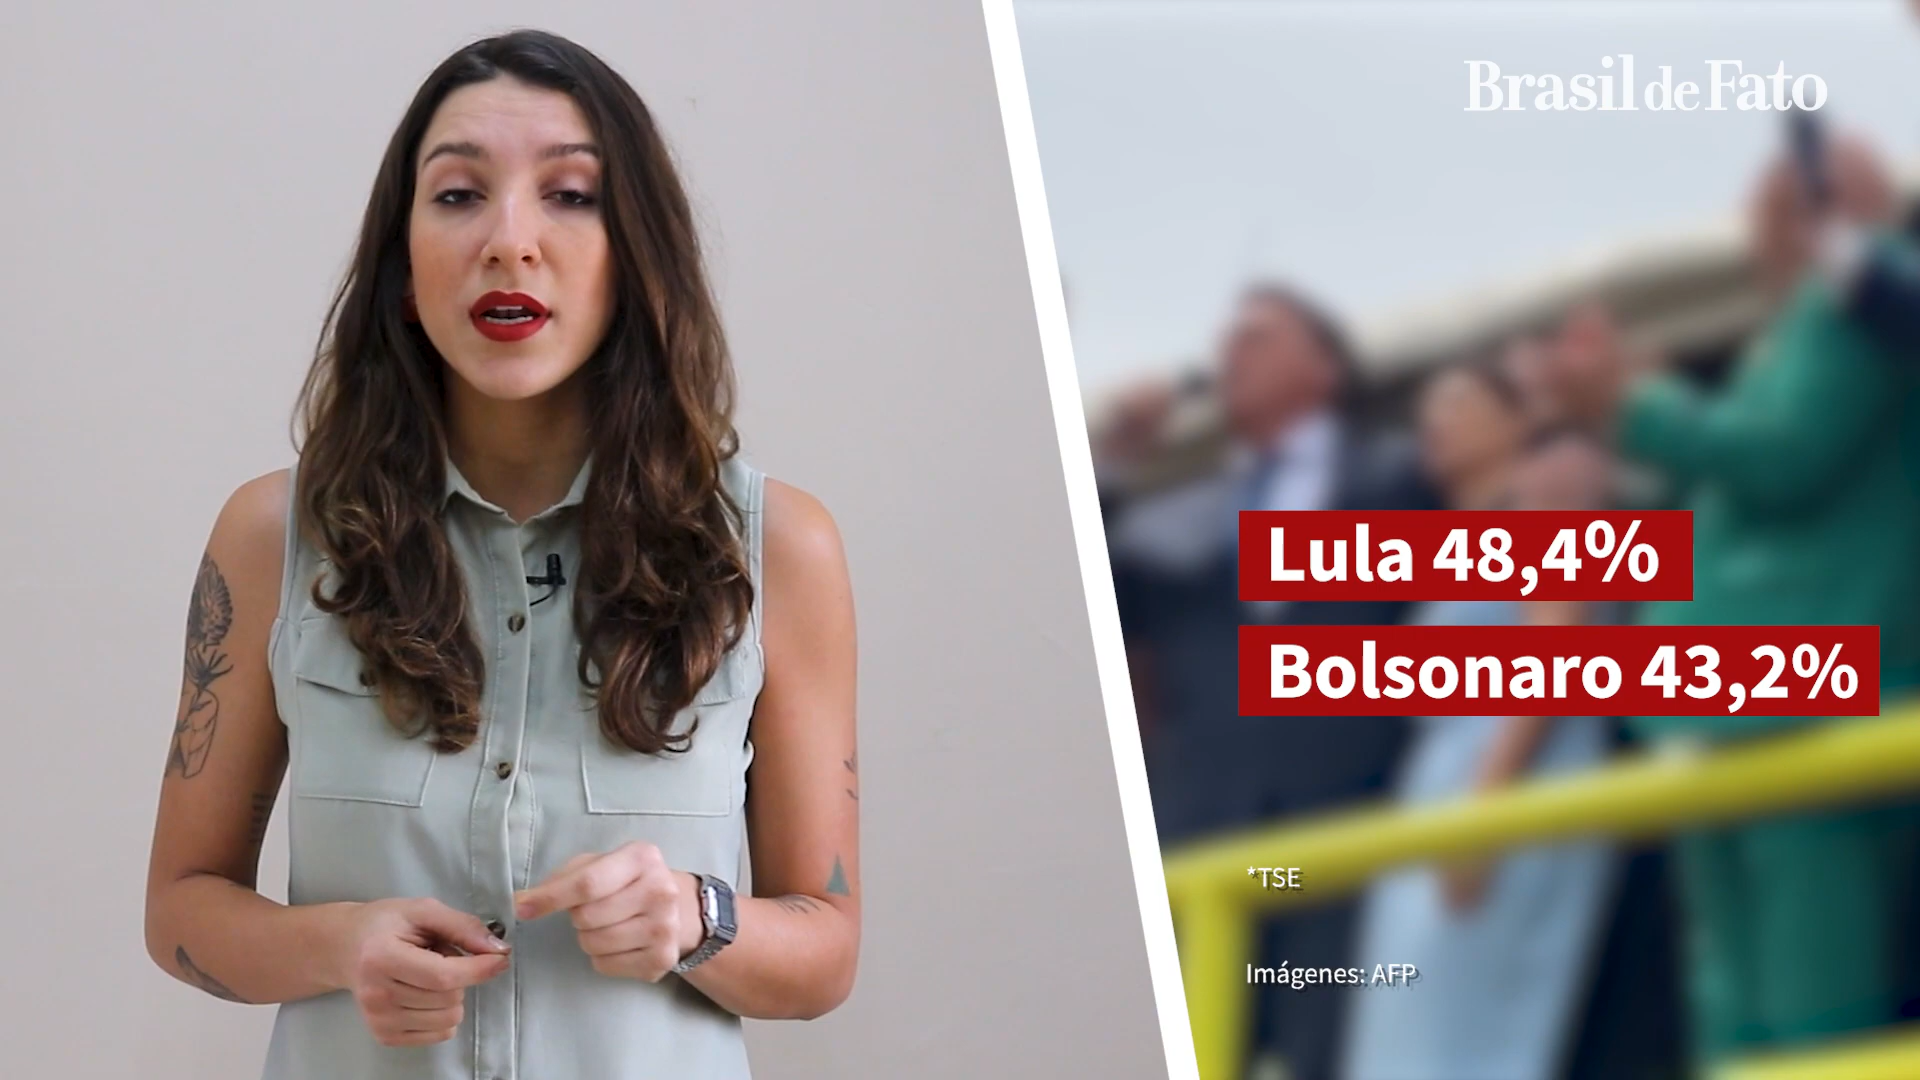 Brasil de Fato
Lula 48,4%
Bolsonaro 43,2%
*TSE
Imágenes: AFP